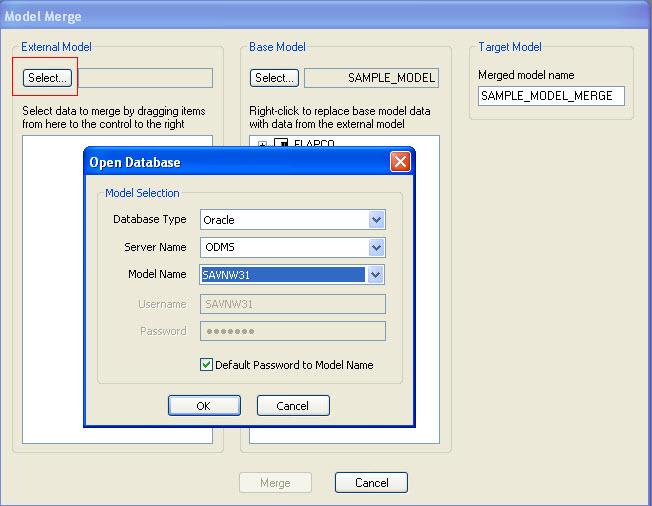 Model Merge
External Model
Base Model
Target Model
Select...
Select...
SAMPLE_MODEL
Merged model name
SAMPLE_MODEL_MERGE
Select data to merge by dragging items
from here to the control to the right
Right-click to replace base model data
with data from the external model
Open Database
Model Selection
Database Type
Oracle
Server Name
ODMS
Model Name
SAVNW31
Username
SAVNW31
Password
●●●●●●●
Default Password to Model Name
OK
Cancel
Merge
Cancel